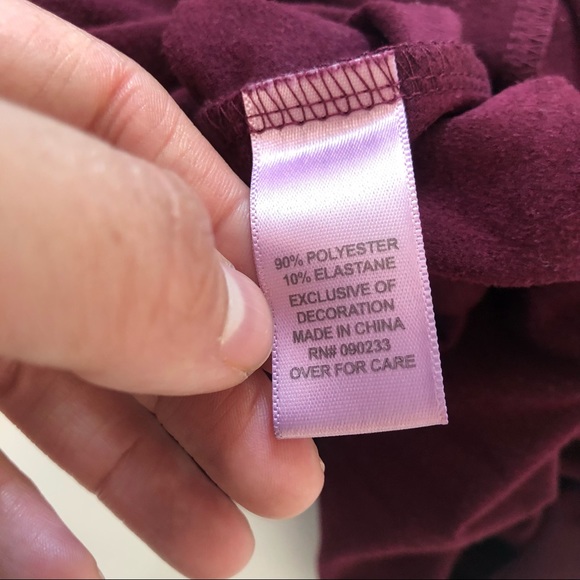 90% POLYESTER
10% ELASTANE
EXCLUSIVE OF
DECORATION
MADE IN CHINA
RN# 090233
OVER FOR CARE